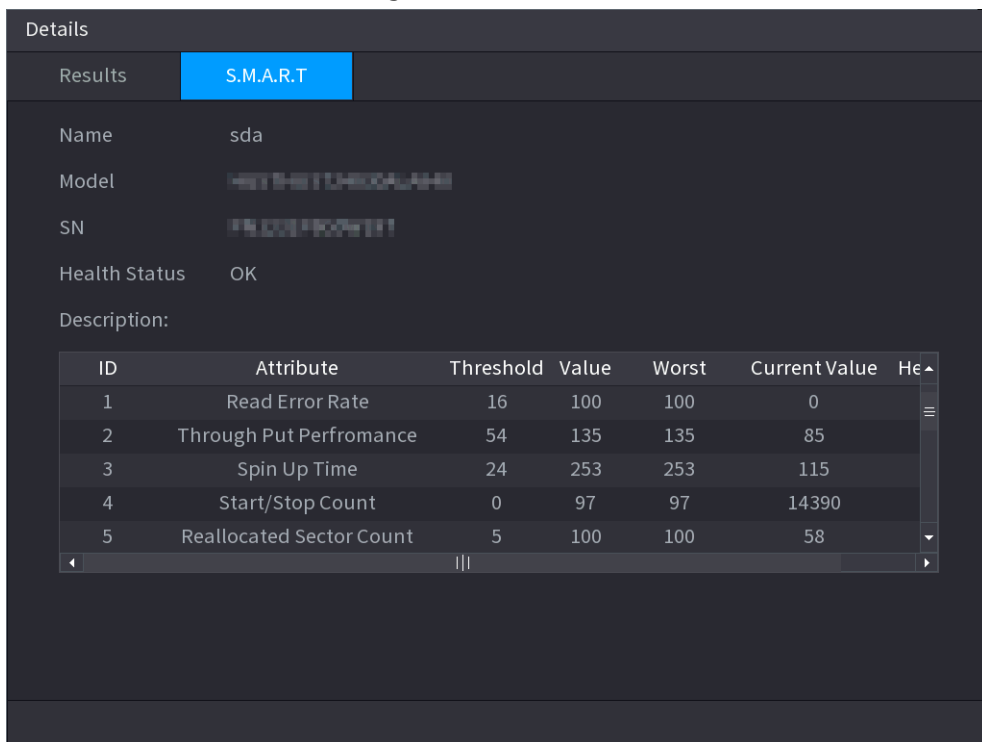 Details
Results S.M.A.R.T
Name sda
Model
SN
Health Status OK
Description:
ID Attribute Threshold Value Worst Current Value He
1 Read Error Rate 16 100 100 0
2 Through Put Perfromance 54 135 135 85
3 Spin Up Time 24 253 253 115
4 Start/Stop Count 0 97 97 14390
5 Reallocated Sector Count 5 100 100 58